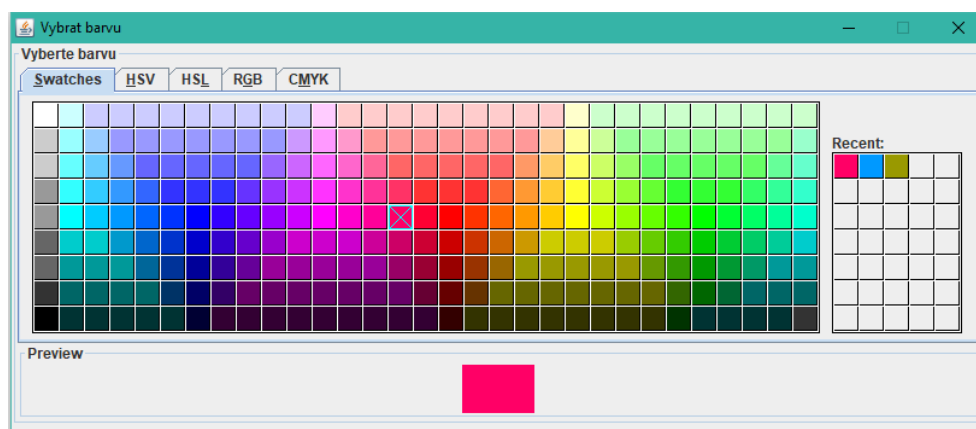 Vybrat barvu
Vyberte barvu
Swatches HSV HSL RGB CMYK
Recent:
Preview